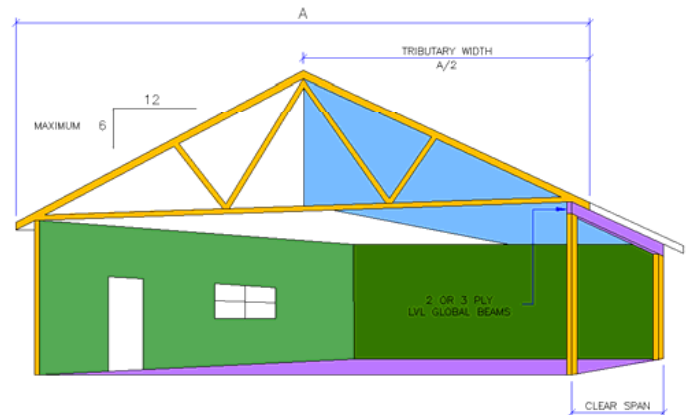 A
TRIBUTARY WIDTH
A/2
12
MAXIMUM 6
2 OR 3 PLY
LVL GLOBAL BEAMS
CLEAR SPAN